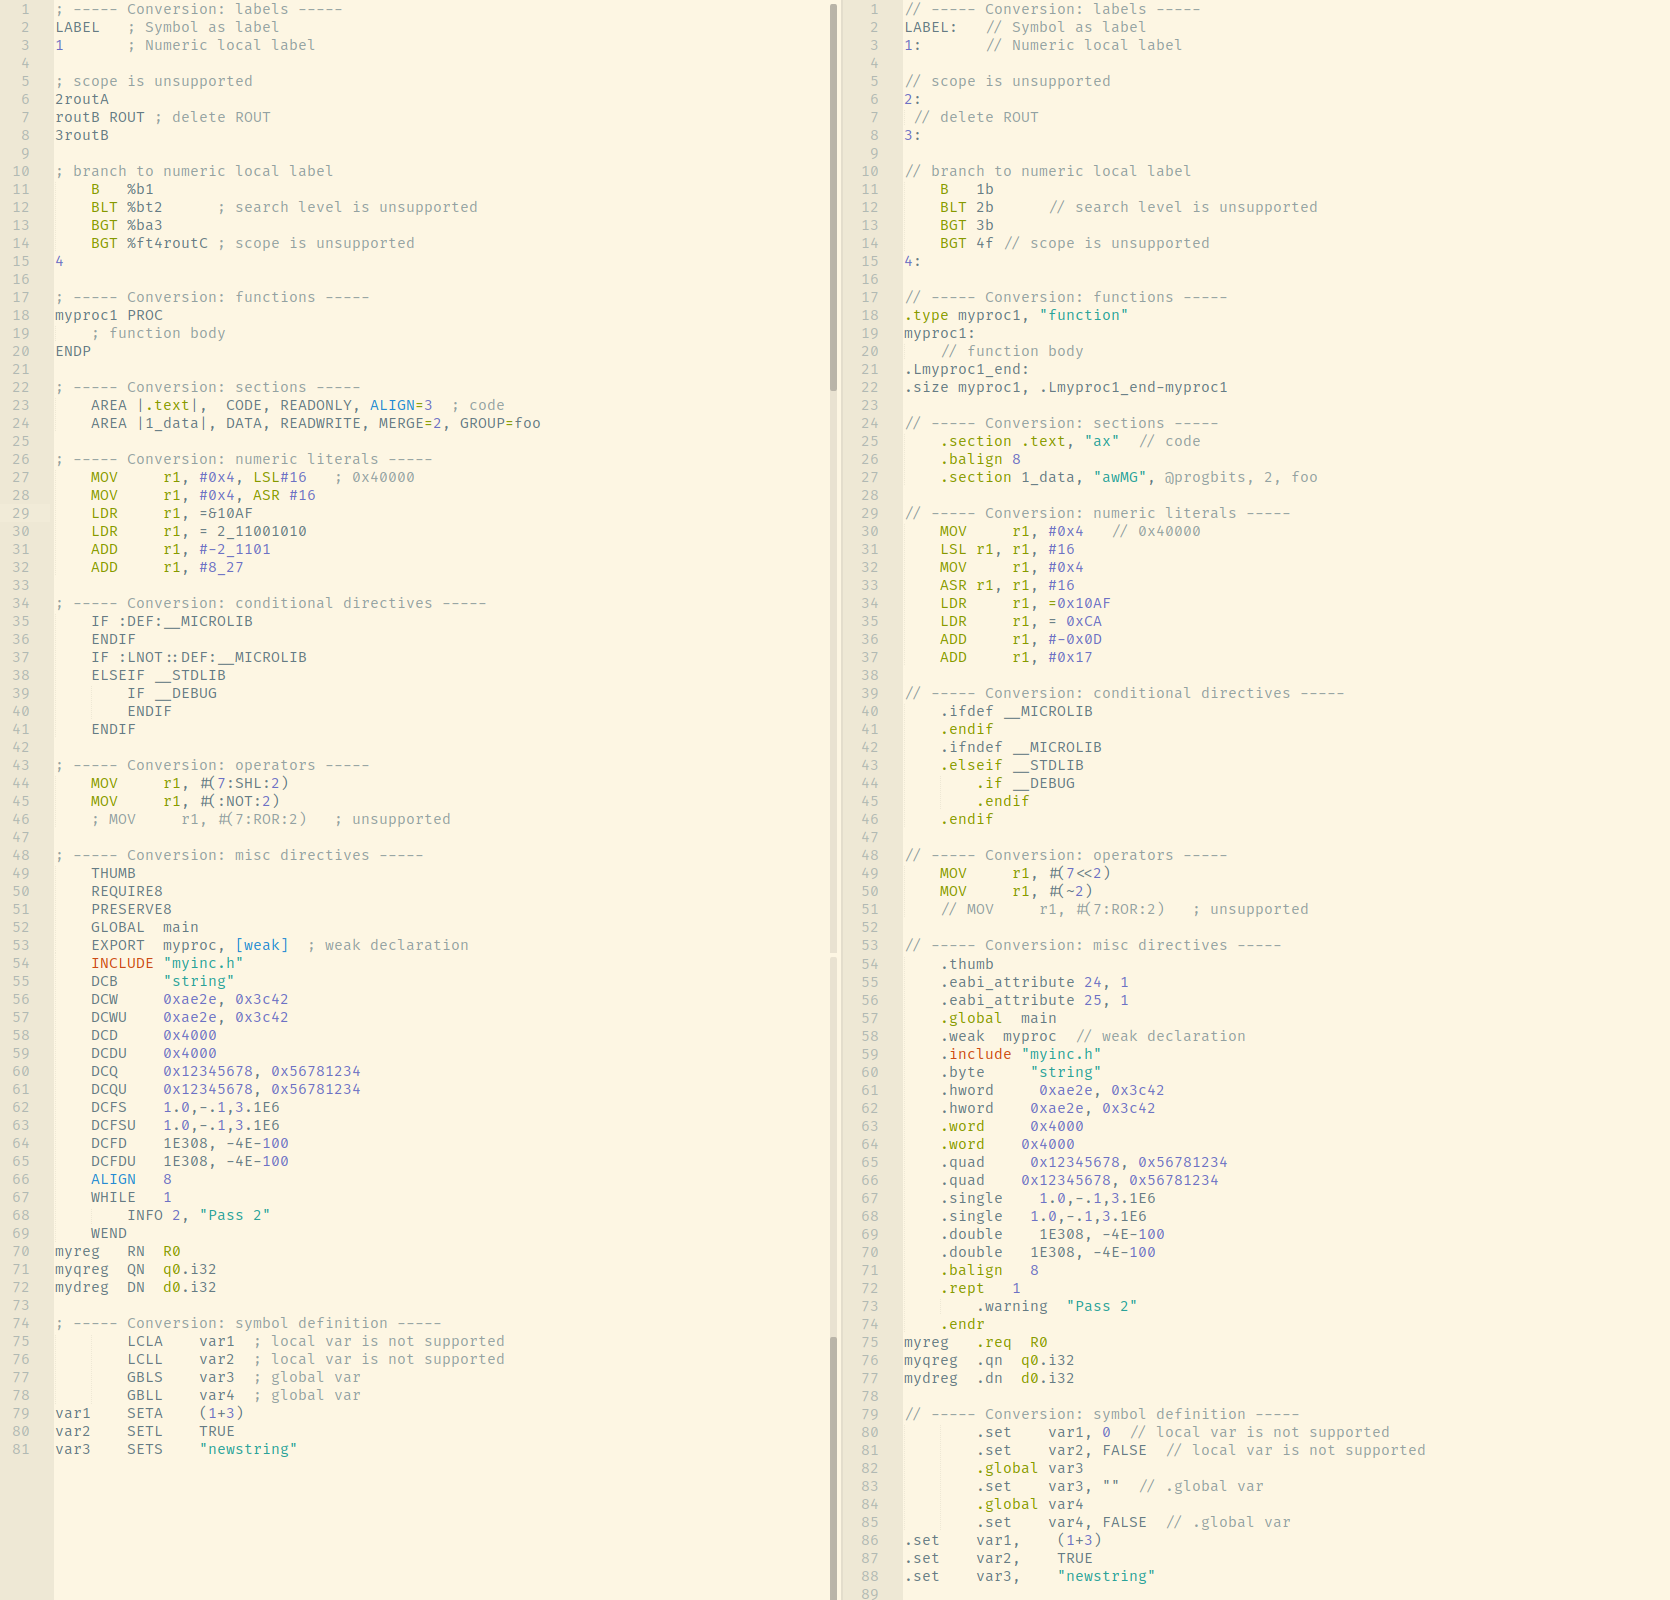 1 ; ----- Conversion: labels -----
2 LABEL   ; Symbol as label
3 1       ; Numeric local label
4
5 ; scope is unsupported
6 2routA
7 routB ROUT ; delete ROUT
8 3routB
9
10 ; branch to numeric local label
11     B   %b1
12     BLT %bt2      ; search level is unsupported
13     BGT %ba3
14     BGT %ft4routC ; scope is unsupported
15 4
16
17 ; ----- Conversion: functions -----
18 myproc1 PROC
19     ; function body
20 ENDP
21
22 ; ----- Conversion: sections -----
23     AREA |.text|,  CODE, READONLY, ALIGN=3  ; code
24     AREA |1_data|, DATA, READWRITE, MERGE=2, GROUP=foo
25
26 ; ----- Conversion: numeric literals -----
27     MOV     r1, #0x4, LSL#16   ; 0x40000
28     MOV     r1, #0x4, ASR #16
29     LDR     r1, =&10AF
30     LDR     r1, = 2_11001010
31     ADD     r1, #-2_1101
32     ADD     r1, #8_27
33
34 ; ----- Conversion: conditional directives -----
35     IF :DEF:__MICROLIB
36     ENDIF
37     IF :LNOT::DEF:__MICROLIB
38     ELSEIF __STDLIB
39         IF __DEBUG
40         ENDIF
41     ENDIF
42
43 ; ----- Conversion: operators -----
44     MOV     r1, #(7:SHL:2)
45     MOV     r1, #(:NOT:2)
46     ; MOV     r1, #(7:ROR:2)   ; unsupported
47
48 ; ----- Conversion: misc directives -----
49     THUMB
50     REQUIRE8
51     PRESERVE8
52     GLOBAL  main
53     EXPORT  myproc, [weak]  ; weak declaration
54     INCLUDE "myinc.h"
55     DCB     "string"
56     DCW     0xae2e, 0x3c42
57     DCWU    0xae2e, 0x3c42
58     DCD     0x4000
59     DCDU    0x4000
60     DCQ     0x12345678, 0x56781234
61     DCQU    0x12345678, 0x56781234
62     DCFS    1.0,-.1,3.1E6
63     DCFSU   1.0,-.1,3.1E6
64     DCFD    1E308, -4E-100
65     DCFDU   1E308, -4E-100
66     ALIGN   8
67     WHILE   1
68         INFO 2, "Pass 2"
69     WEND
70 myreg   RN  R0
71 myqreg  QN  q0.i32
72 mydreg  DN  d0.i32
73
74 ; ----- Conversion: symbol definition -----
75         LCLA    var1  ; local var is not supported
76         LCLL    var2  ; local var is not supported
77         GBLS    var3  ; global var
78         GBLL    var4  ; global var
79 var1    SETA    (1+3)
80 var2    SETL    TRUE
81 var3    SETS    "newstring"
1 // ----- Conversion: labels -----
2 LABEL:   // Symbol as label
3 1:       // Numeric local label
4
5 // scope is unsupported
6 2:
7  // delete ROUT
8 3:
9
10 // branch to numeric local label
11     B   1b
12     BLT 2b      // search level is unsupported
13     BGT 3b
14     BGT 4f // scope is unsupported
15 4:
16
17 // ----- Conversion: functions -----
18 .type myproc1, "function"
19 myproc1:
20     // function body
21 .Lmyproc1_end:
22 .size myproc1, .Lmyproc1_end-myproc1
23
24 // ----- Conversion: sections -----
25     .section .text, "ax"  // code
26     .balign 8
27     .section 1_data, "awMG", @progbits, 2, foo
28
29 // ----- Conversion: numeric literals -----
30     MOV     r1, #0x4   // 0x40000
31     LSL r1, r1, #16
32     MOV     r1, #0x4
33     ASR r1, r1, #16
34     LDR     r1, =0x10AF
35     LDR     r1, = 0xCA
36     ADD     r1, #-0x0D
37     ADD     r1, #0x17
38
39 // ----- Conversion: conditional directives -----
40     .ifdef __MICROLIB
41     .endif
42     .ifndef __MICROLIB
43     .elseif __STDLIB
44         .if __DEBUG
45         .endif
46     .endif
47
48 // ----- Conversion: operators -----
49     MOV     r1, #(7<<2)
50     MOV     r1, #(~2)
51     // MOV     r1, #(7:ROR:2)   ; unsupported
52
53 // ----- Conversion: misc directives -----
54     .thumb
55     .eabi_attribute 24, 1
56     .eabi_attribute 25, 1
57     .global  main
58     .weak  myproc  // weak declaration
59     .include "myinc.h"
60     .byte     "string"
61     .hword     0xae2e, 0x3c42
62     .hword    0xae2e, 0x3c42
63     .word     0x4000
64     .word    0x4000
65     .quad     0x12345678, 0x56781234
66     .quad    0x12345678, 0x56781234
67     .single    1.0,-.1,3.1E6
68     .single   1.0,-.1,3.1E6
69     .double    1E308, -4E-100
70     .double   1E308, -4E-100
71     .balign   8
72     .rept   1
73         .warning  "Pass 2"
74     .endr
75 myreg   .req  R0
76 myqreg  .qn  q0.i32
77 mydreg  .dn  d0.i32
78
79 // ----- Conversion: symbol definition -----
80         .set    var1, 0  // local var is not supported
81         .set    var2, FALSE  // local var is not supported
82         .global var3
83         .set    var3, ""  // .global var
84         .global var4
85         .set    var4, FALSE  // .global var
86 .set    var1,    (1+3)
87 .set    var2,    TRUE
88 .set    var3,    "newstring"
89